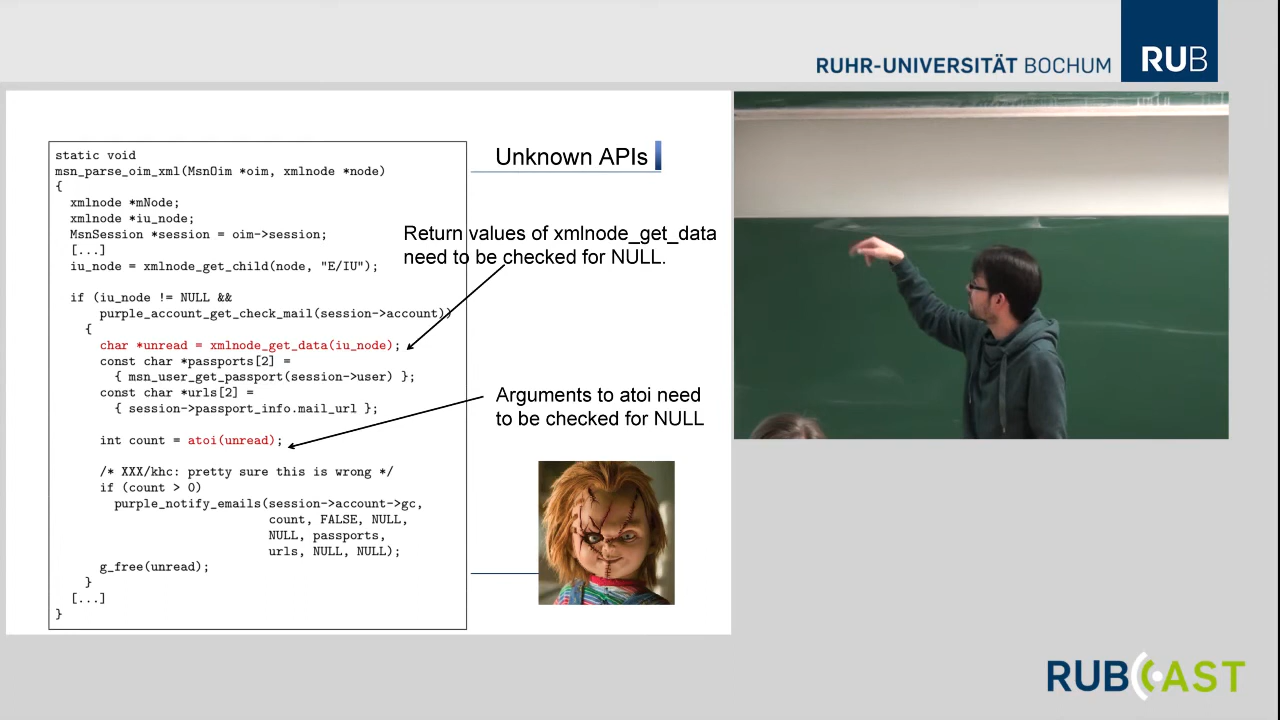 RUHR-UNIVERSITÄT BOCHUM
RUB
Unknown APIs
static void
msn_parse_oim_xml(MsnOim *oim, xmlnode *node)
{
xmlnode *mNode;
xmlnode *iu_node;
MsnSession *session = oim->session;
[...]
iu_node = xmlnode_get_child(node, "E/IU");
if (iu_node != NULL &&
purple_account_get_check_mail(session->account))
{
char *unread = xmlnode_get_data(iu_node);
const char *passports[2] =
{ msn_user_get_passport(session->user) };
const char *urls[2] =
{ session->passport_info.mail_url };
int count = atoi(unread);
/* XXX/khc: pretty sure this is wrong */
if (count > 0)
purple_notify_emails(session->account->gc,
count, FALSE, NULL,
NULL, passports,
urls, NULL, NULL);
g_free(unread);
}
[...]
}
Return values of xmlnode_get_data
need to be checked for NULL.
Arguments to atoi need
to be checked for NULL
RUBCAST